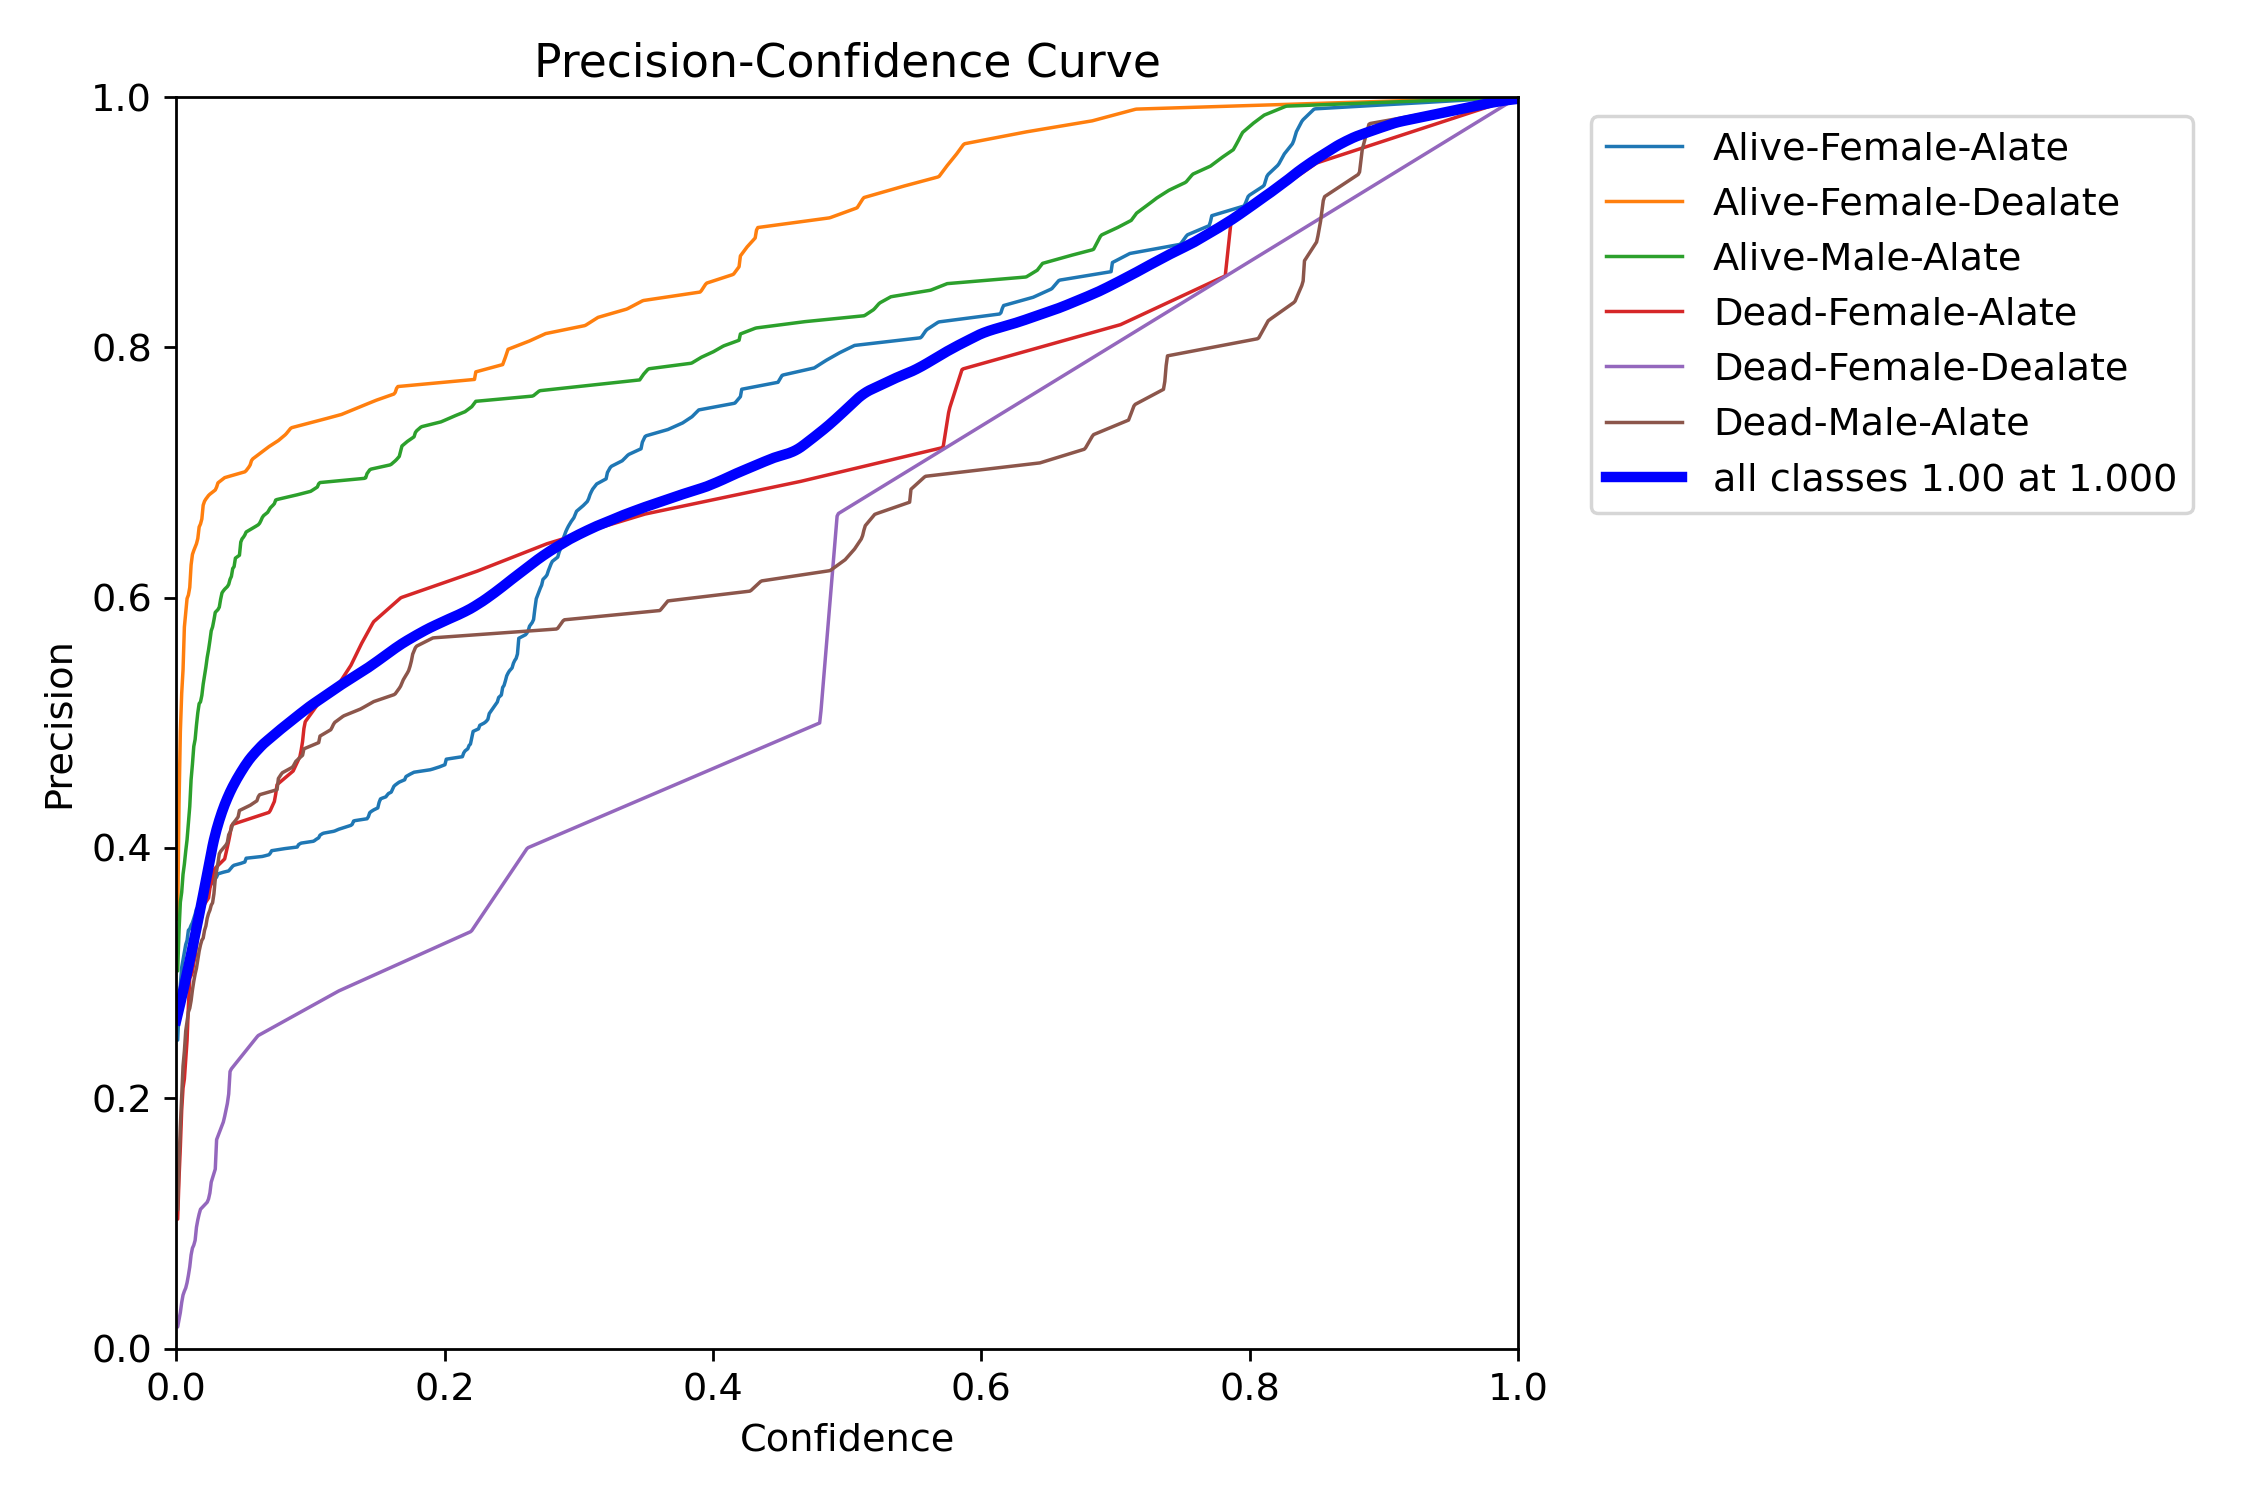 Precision-Confidence Curve
1.0
0.8
0.6
0.4
0.2
0.0
Precision
0.0 0.2 0.4 0.6 0.8 1.0
Confidence
Alive-Female-Alate
Alive-Female-Dealate
Alive-Male-Alate
Dead-Female-Alate
Dead-Female-Dealate
Dead-Male-Alate
all classes 1.00 at 1.000